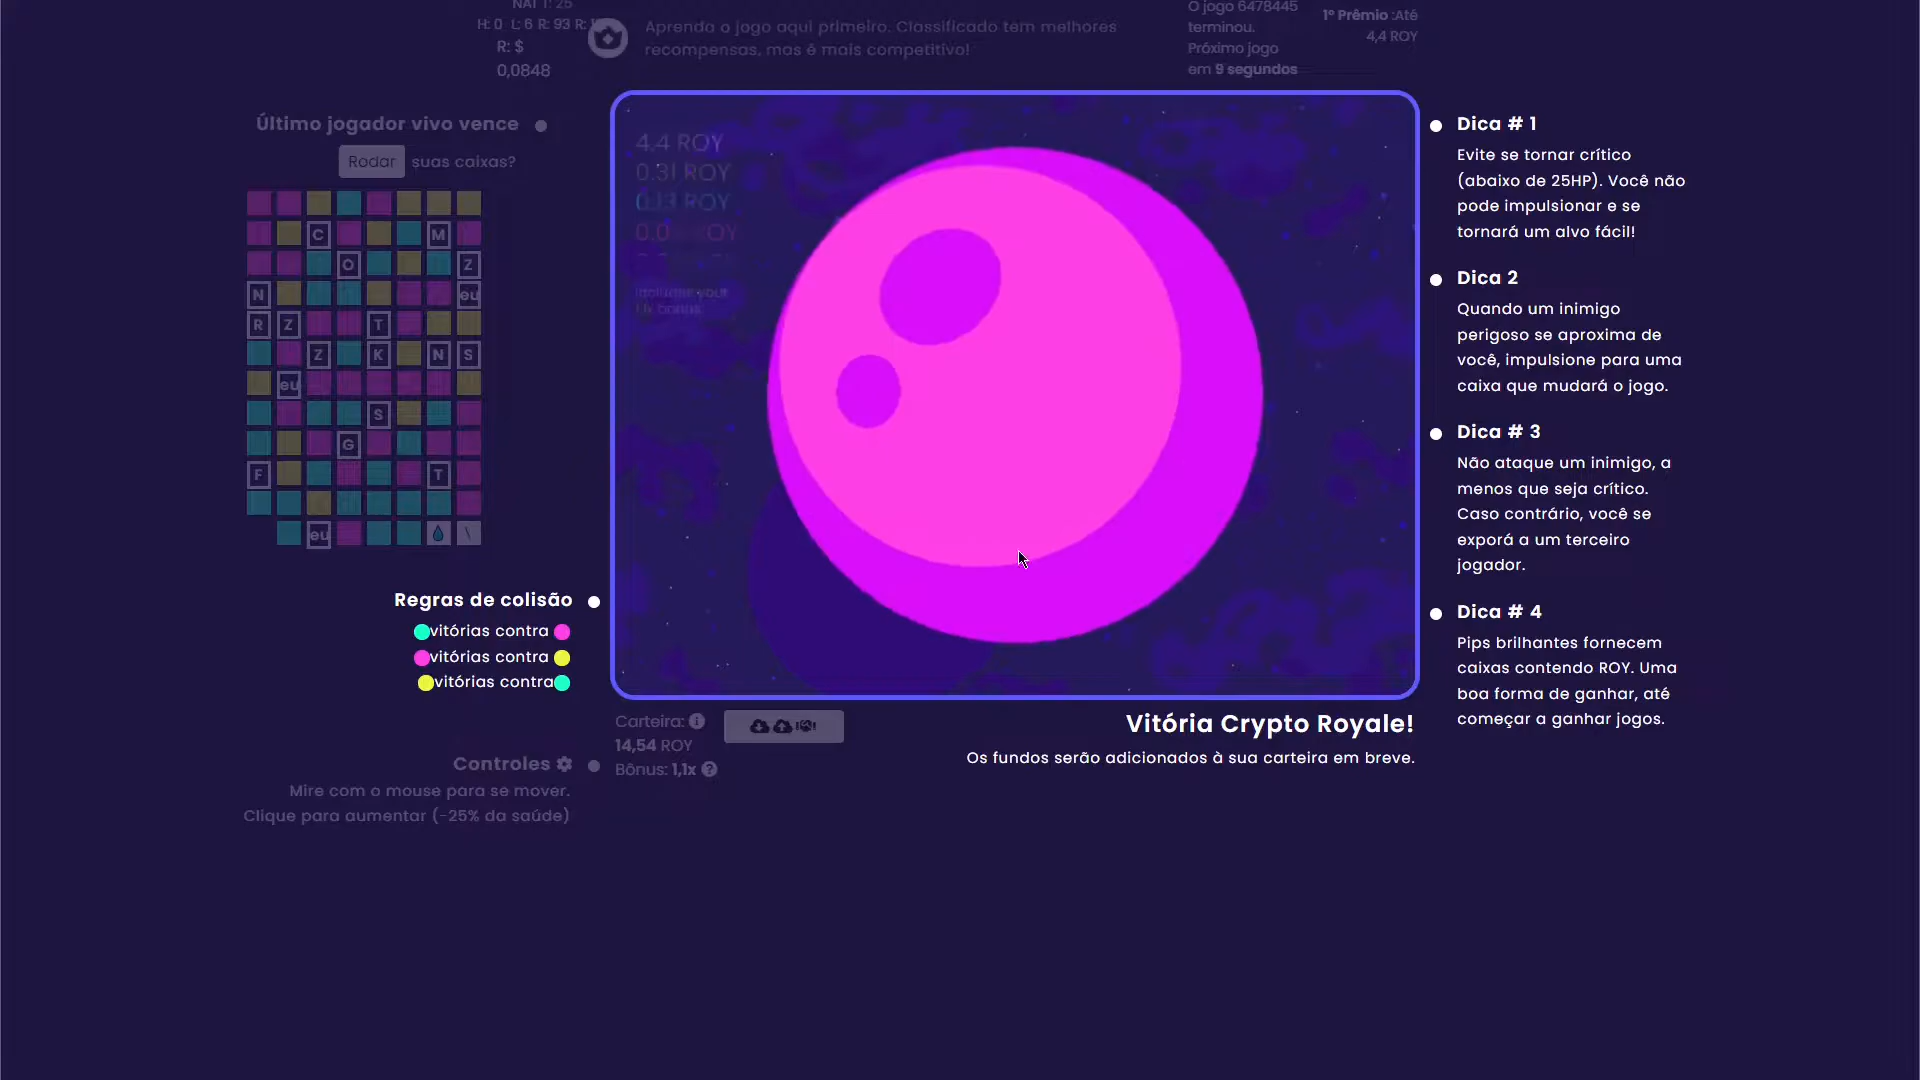 NAT T: 25
H: 0 L: 6 R: 93 R:
R: $
0,0848
Aprenda o jogo aqui primeiro. Classificado tem melhores
recompensas, mas é mais competitivo!
O jogo 6478445
terminou.
Próximo jogo
em 9 segundos
1º Prêmio :Até
4,4 ROY
Último jogador vivo vence
Rodar suas caixas?
C M
O Z
N eu
R Z T
Z K N S
eu
S
G
F T
eu \
Regras de colisão
vitórias contra
vitórias contra
vitórias contra
Controles
Mire com o mouse para se mover.
Clique para aumentar (-25% da saúde)
4.4 ROY
0.31 ROY
0.13 ROY
your
bonus
Carteira:
14,54 ROY
Bônus: 1,1x
Vitória Crypto Royale!
Os fundos serão adicionados à sua carteira em breve.
Dica # 1
Evite se tornar crítico
(abaixo de 25HP). Você não
pode impulsionar e se
tornará um alvo fácil!
Dica 2
Quando um inimigo
perigoso se aproxima de
você, impulsione para uma
caixa que mudará o jogo.
Dica # 3
Não ataque um inimigo, a
menos que seja crítico.
Caso contrário, você se
exporá a um terceiro
jogador.
Dica # 4
Pips brilhantes fornecem
caixas contendo ROY. Uma
boa forma de ganhar, até
começar a ganhar jogos.